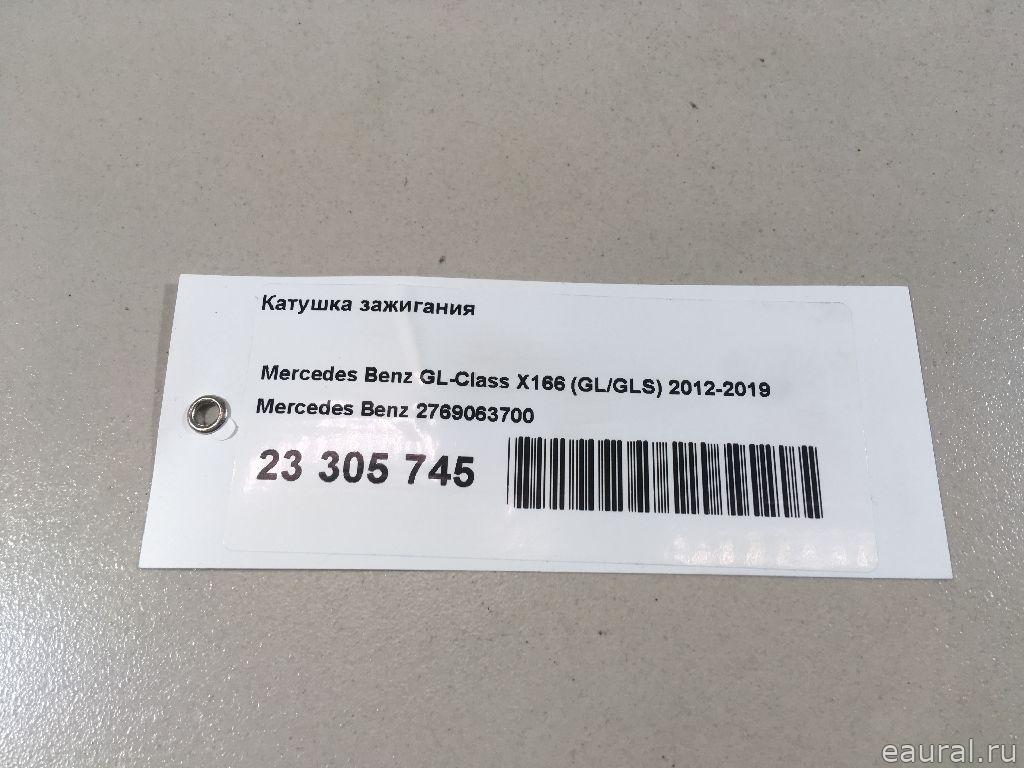 Катушка зажигания
Mercedes Benz GL-Class X166 (GL/GLS) 2012-2019
Mercedes Benz 2769063700
23 305 745
eaural.ru